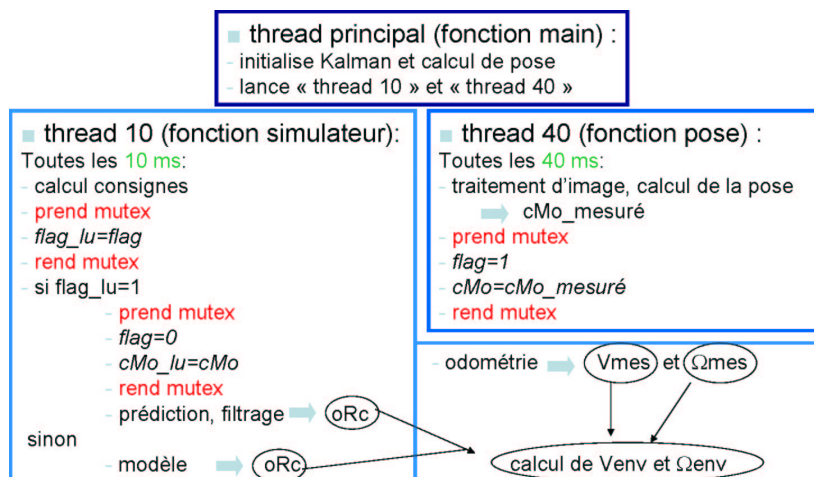 thread principal (fonction main) :
- initialise Kalman et calcul de pose
- lance « thread 10 » et « thread 40 »
thread 10 (fonction simulateur):
Toutes les 10 ms:
- calcul consignes
- prend mutex
- flag_lu=flag
- rend mutex
- si flag_lu=1
- prend mutex
- flag=0
- cMo_lu=cMo
- rend mutex
- prédiction, filtrage oRc
sinon
- modèle oRc
thread 40 (fonction pose) :
Toutes les 40 ms:
- traitement d'image, calcul de la pose
cMo_mesuré
- prend mutex
- flag=1
- cMo=cMo_mesuré
- rend mutex
- odométrie Vmes et Ωmes
calcul de Venv et Ωenv